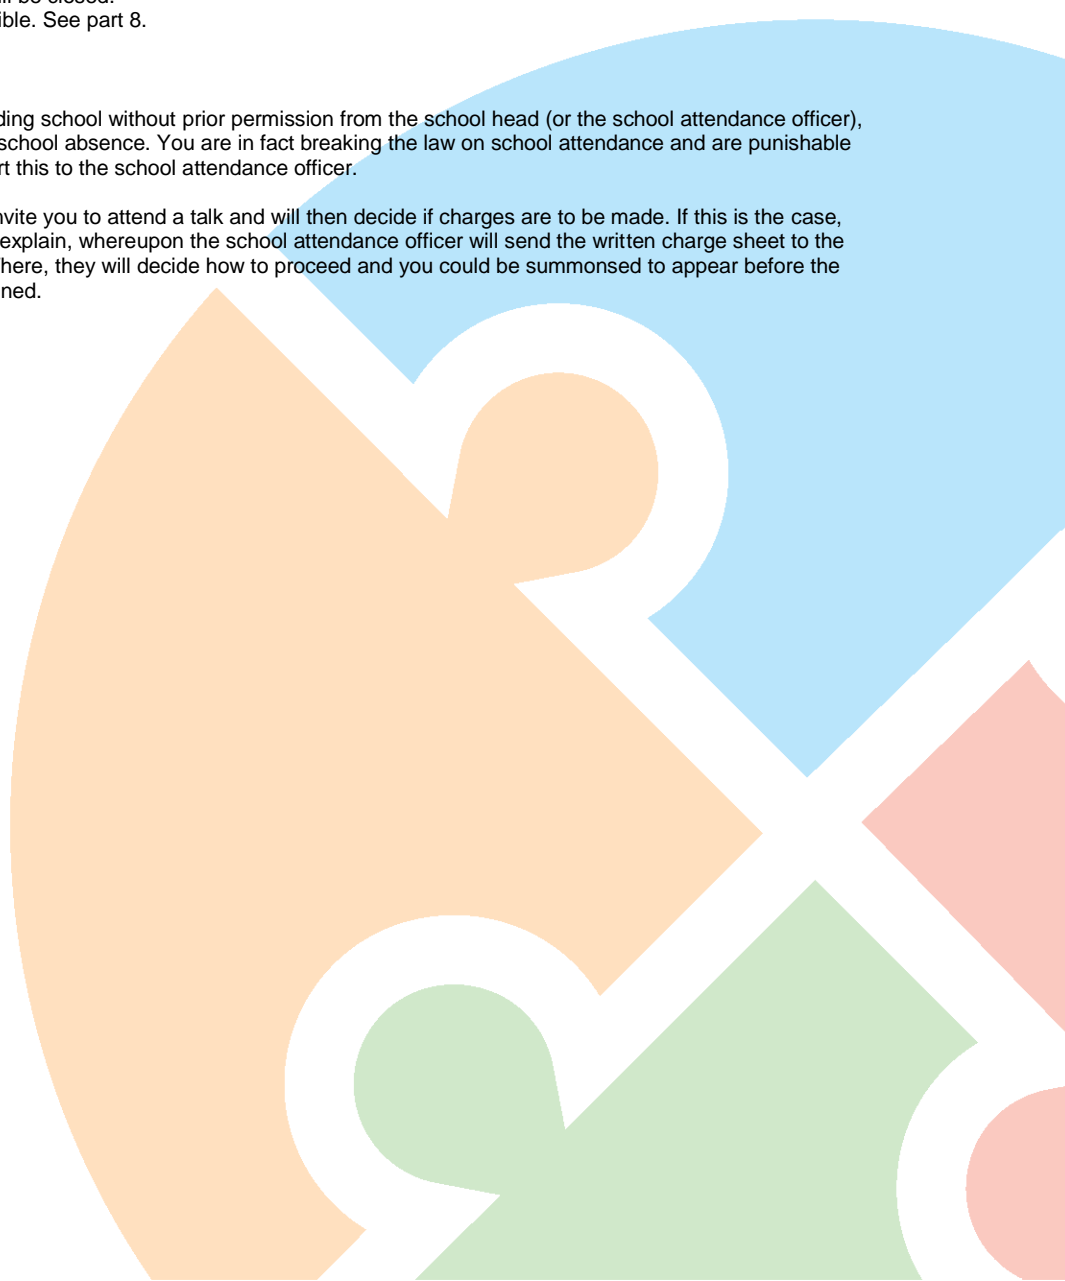 ill be closed.
ible. See part 8.
ding school without prior permission from the school head (or the school attendance officer),
school absence. You are in fact breaking the law on school attendance and are punishable
rt this to the school attendance officer.
nvite you to attend a talk and will then decide if charges are to be made. If this is the case,
explain, whereupon the school attendance officer will send the written charge sheet to the
here, they will decide how to proceed and you could be summonsed to appear before the
ned.